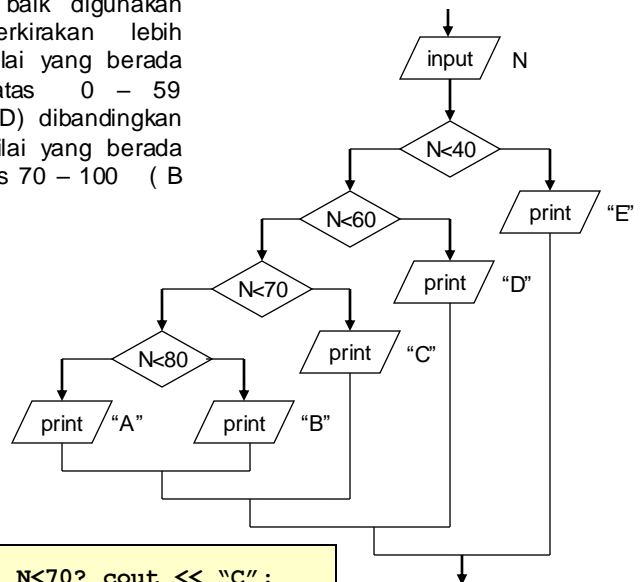 baik digunakan
erkirakan lebih
lai yang berada
atas 0 – 59
D) dibandingkan
ilai yang berada
s 70 – 100 ( B
input N
N<40
N<60
print “E”
N<70
print “D”
N<80
print “C”
print “A”
print “B”
N<70? cout << “C”;